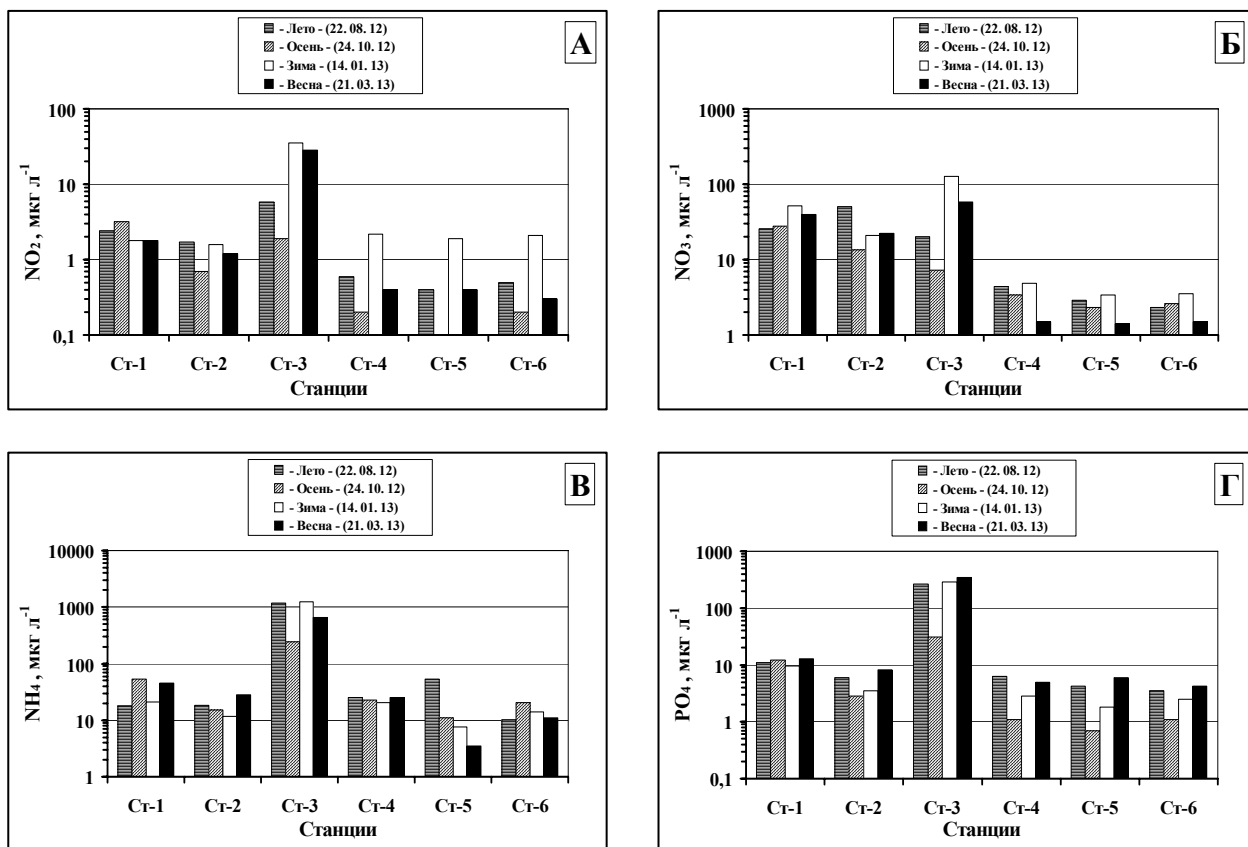 - Лето - (22. 08. 12)
- Осень - (24. 10. 12)
- Зима - (14. 01. 13)
- Весна - (21. 03. 13)
А
NO₂ , мкг л⁻¹
100
10
1
0,1
Ст-1 Ст-2 Ст-3 Ст-4 Ст-5 Ст-6
Станции
- Лето - (22. 08. 12)
- Осень - (24. 10. 12)
- Зима - (14. 01. 13)
- Весна - (21. 03. 13)
Б
NO₃ , мкг л⁻¹
1000
100
10
1
Ст-1 Ст-2 Ст-3 Ст-4 Ст-5 Ст-6
Станции
- Лето - (22. 08. 12)
- Осень - (24. 10. 12)
- Зима - (14. 01. 13)
- Весна - (21. 03. 13)
В
NH₄ , мкг л⁻¹
10000
1000
100
10
1
Ст-1 Ст-2 Ст-3 Ст-4 Ст-5 Ст-6
Станции
- Лето - (22. 08. 12)
- Осень - (24. 10. 12)
- Зима - (14. 01. 13)
- Весна - (21. 03. 13)
Г
PO₄ , мкг л⁻¹
1000
100
10
1
0,1
Ст-1 Ст-2 Ст-3 Ст-4 Ст-5 Ст-6
Станции